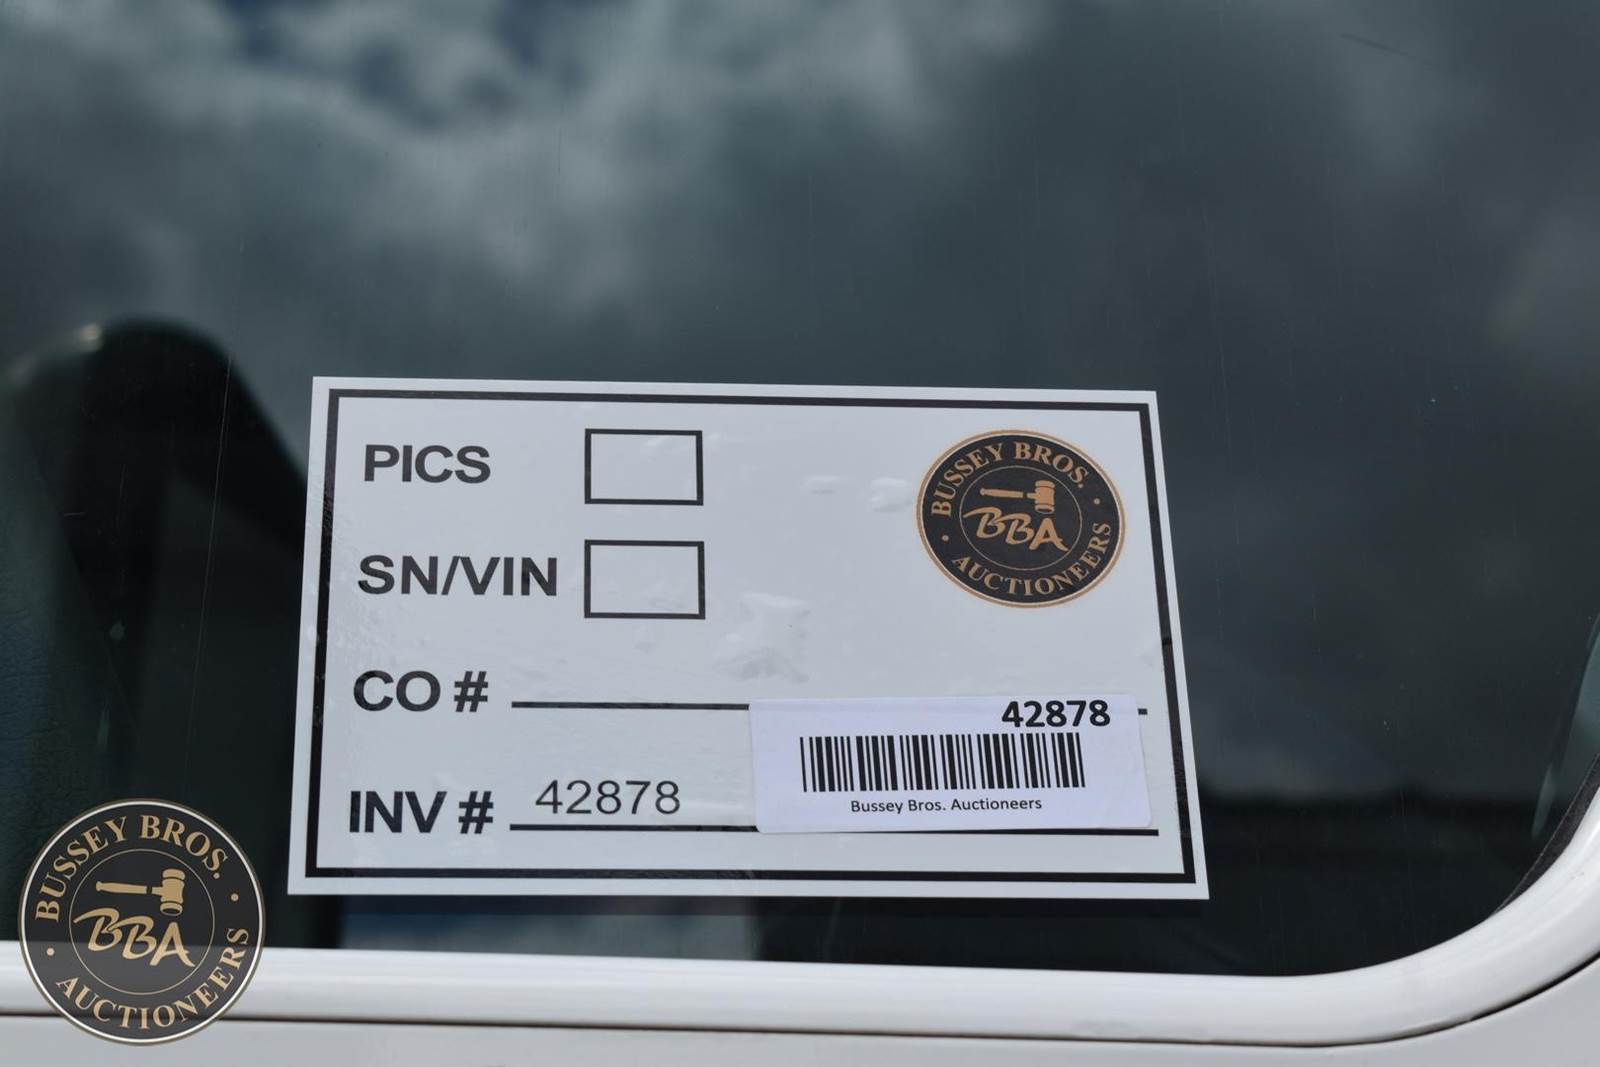 PICS
BUSSEY BROS.
BBA
AUCTIONEERS
SN/VIN
CO #
42878
INV # 42878
Bussey Bros. Auctioneers
BUSSEY BROS.
BBA
AUCTIONEERS